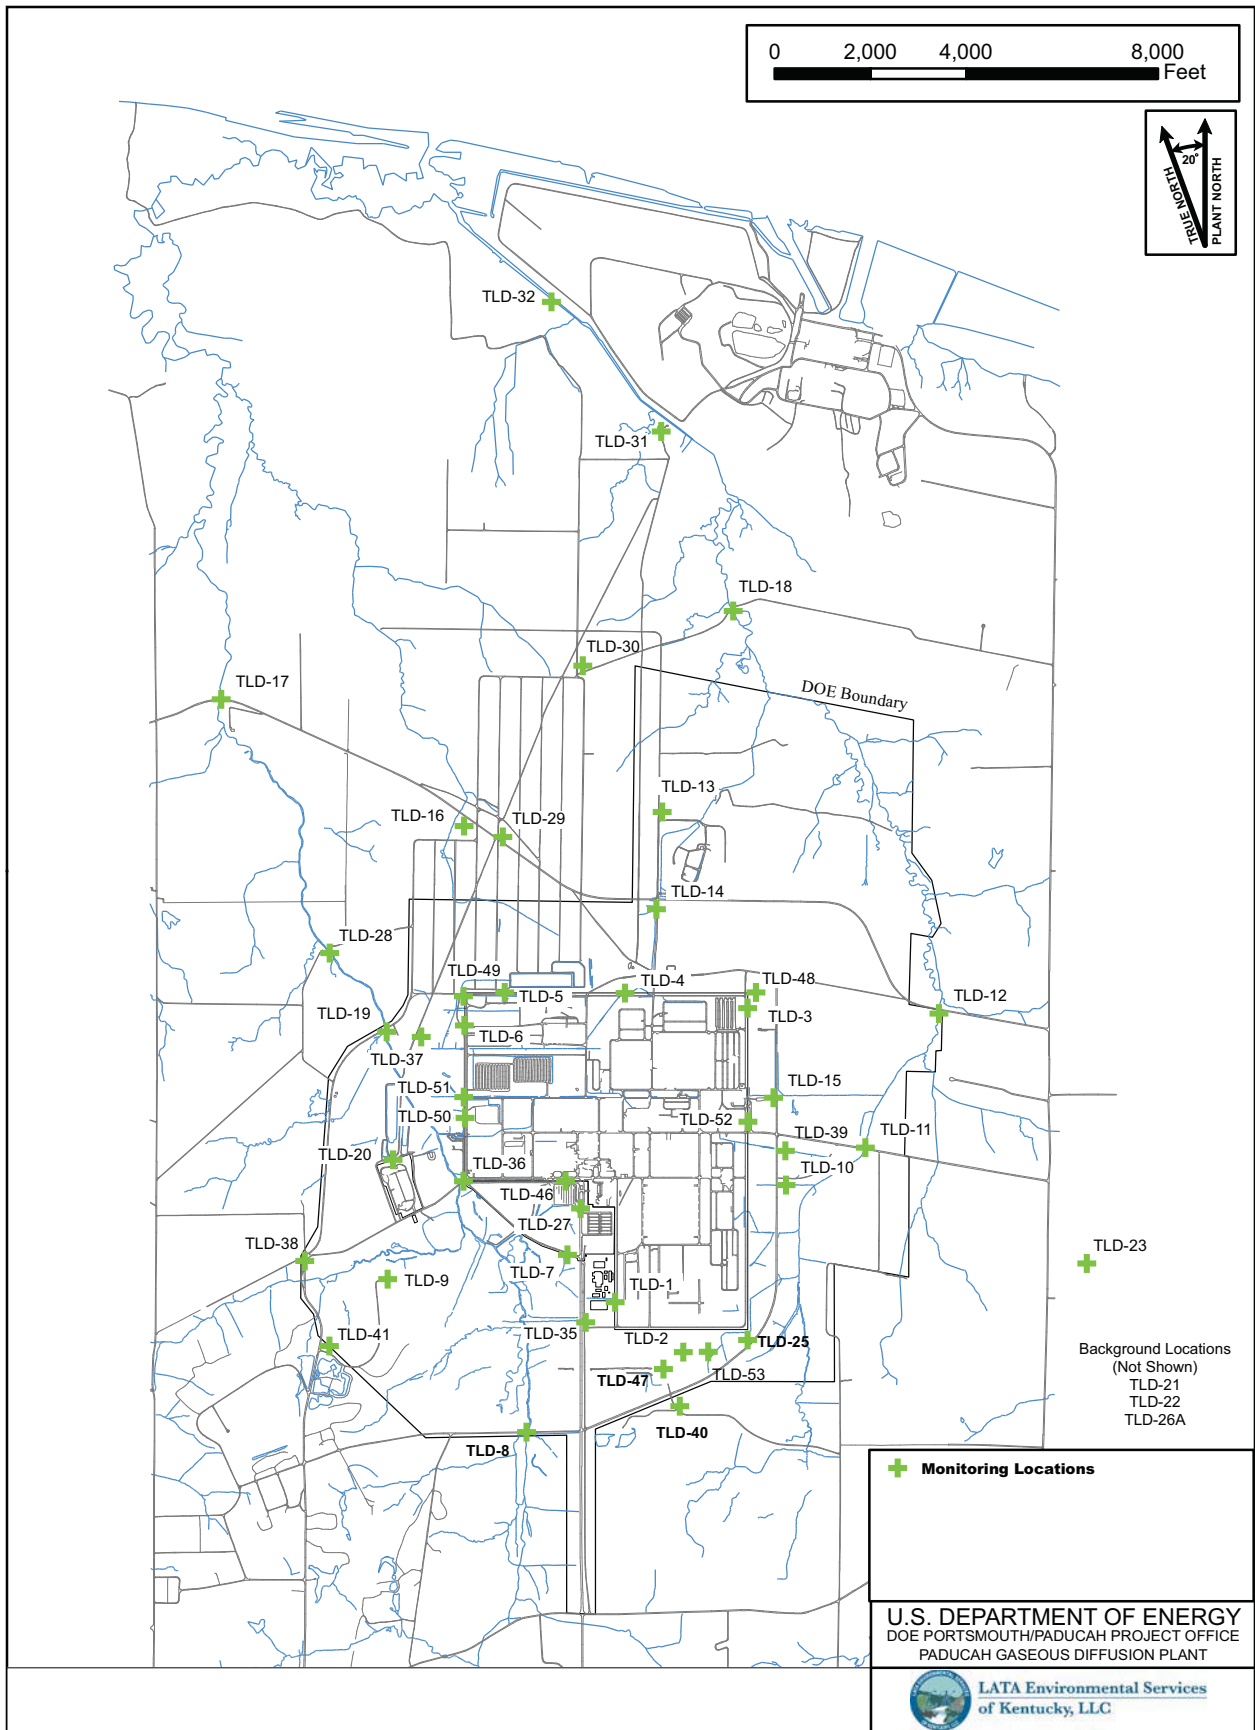 0 2,000 4,000 8,000
Feet
20°
TRUE NORTH
PLANT NORTH
TLD-32
TLD-31
TLD-18
TLD-30
TLD-17
DOE Boundary
TLD-13
TLD-16
TLD-29
TLD-14
TLD-28
TLD-49
TLD-5
TLD-4
TLD-48
TLD-12
TLD-19
TLD-6
TLD-3
TLD-37
TLD-51
TLD-15
TLD-50
TLD-52
TLD-39
TLD-11
TLD-20
TLD-36
TLD-10
TLD-46
TLD-27
TLD-38
TLD-7
TLD-23
TLD-9
TLD-1
TLD-35
TLD-2
TLD-25
TLD-41
TLD-47
TLD-53
TLD-40
TLD-8
Background Locations
(Not Shown)
TLD-21
TLD-22
TLD-26A
Monitoring Locations
U.S. DEPARTMENT OF ENERGY
DOE PORTSMOUTH/PADUCAH PROJECT OFFICE
PADUCAH GASEOUS DIFFUSION PLANT
LATA Environmental Services
of Kentucky, LLC